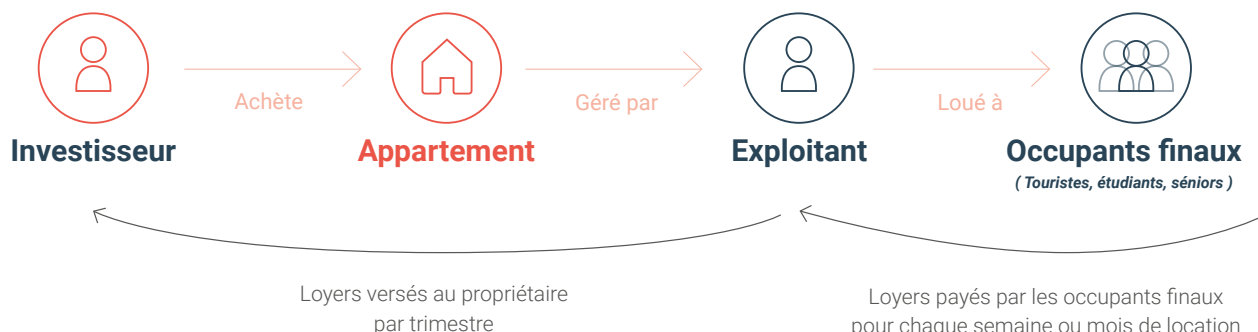 Achète
Géré par
Loué à
Investisseur
Appartement
Exploitant
Occupants finaux
( Touristes, étudiants, séniors )
Loyers versés au propriétaire
par trimestre
Loyers payés par les occupants finaux
pour chaque semaine ou mois de location